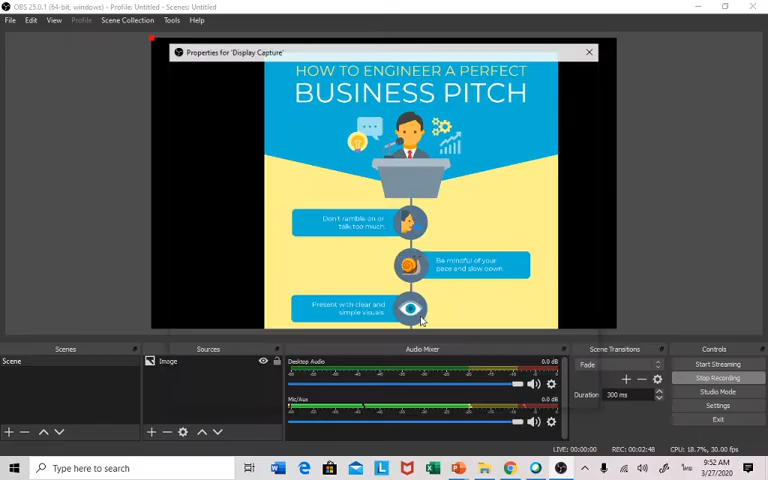 OBS 25.0.1 (64-bit, windows) - Profile: Untitled - Scenes: Untitled
File Edit View Profile Scene Collection Tools Help
Properties for 'Display Capture'
HOW TO ENGINEER A PERFECT
BUSINESS PITCH
Don't ramble on or
talk too much.
Be mindful of your
pace and slow down.
Present with clear and
simple visuals.
Scenes Sources Audio Mixer Scene Transitions Controls
Scene
Image
Desktop Audio 0.0 dB
Mic/Aux 0.0 dB
Fade
Duration 300 ms
Start Streaming
Stop Recording
Studio Mode
Settings
Exit
LIVE: 00:00:00 REC: 00:02:48 CPU: 18.7%, 30.00 fps
Type here to search
9:52 AM
3/27/2020